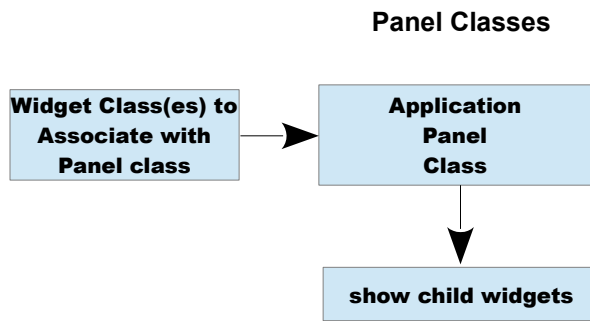 Panel Classes
Widget Class(es) to
Associate with
Panel class
Application
Panel
Class
show child widgets